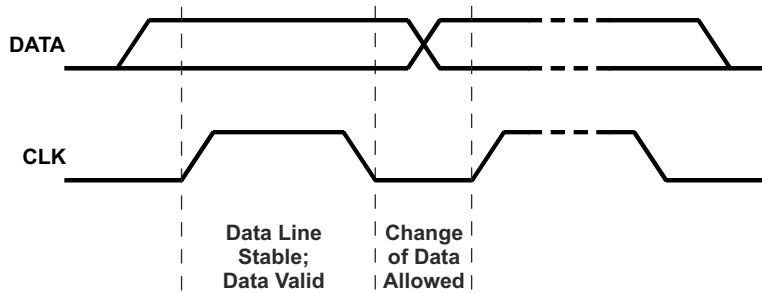 DATA
CLK
Data Line
Stable;
Data Valid
Change
of Data
Allowed